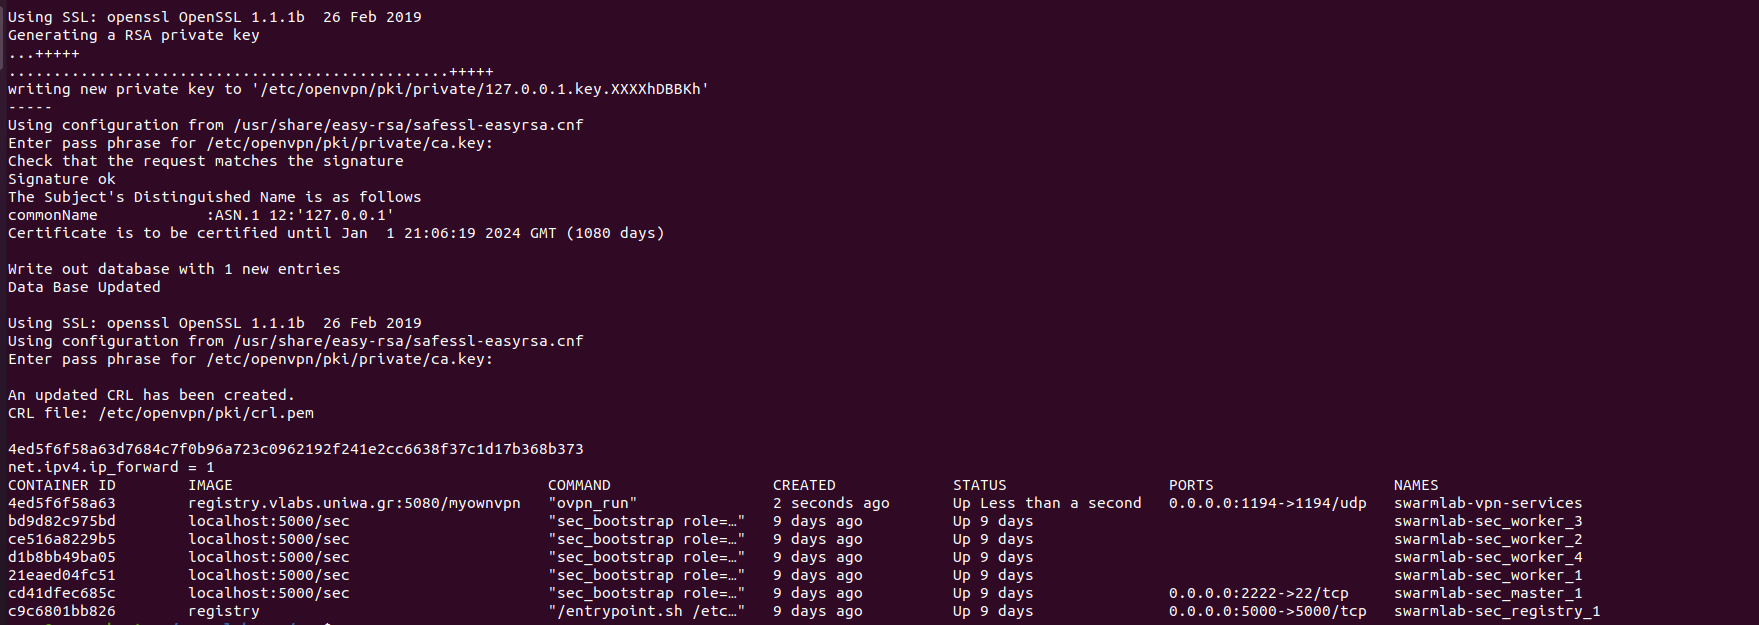 Using SSL: openssl OpenSSL 1.1.1b  26 Feb 2019
Generating a RSA private key
...+++++
.................................................+++++
writing new private key to '/etc/openvpn/pki/private/127.0.0.1.key.XXXXhDBBKh'
-----
Using configuration from /usr/share/easy-rsa/safessl-easyrsa.cnf
Enter pass phrase for /etc/openvpn/pki/private/ca.key:
Check that the request matches the signature
Signature ok
The Subject's Distinguished Name is as follows
commonName            :ASN.1 12:'127.0.0.1'
Certificate is to be certified until Jan  1 21:06:19 2024 GMT (1080 days)

Write out database with 1 new entries
Data Base Updated

Using SSL: openssl OpenSSL 1.1.1b  26 Feb 2019
Using configuration from /usr/share/easy-rsa/safessl-easyrsa.cnf
Enter pass phrase for /etc/openvpn/pki/private/ca.key:

An updated CRL has been created.
CRL file: /etc/openvpn/pki/crl.pem

4ed5f6f58a63d7684c7f0b96a723c0962192f241e2cc6638f37c1d17b368b373
net.ipv4.ip_forward = 1
CONTAINER ID        IMAGE                                   COMMAND                  CREATED             STATUS                  PORTS                    NAMES
4ed5f6f58a63        registry.vlabs.uniwa.gr:5080/myownvpn   "ovpn_run"               2 seconds ago       Up Less than a second   0.0.0.0:1194->1194/udp   swarmlab-vpn-services
bd9d82c975bd        localhost:5000/sec                      "sec_bootstrap role=…"   9 days ago          Up 9 days                                        swarmlab-sec_worker_3
ce516a8229b5        localhost:5000/sec                      "sec_bootstrap role=…"   9 days ago          Up 9 days                                        swarmlab-sec_worker_2
d1b8bb49ba05        localhost:5000/sec                      "sec_bootstrap role=…"   9 days ago          Up 9 days                                        swarmlab-sec_worker_4
21eaed04fc51        localhost:5000/sec                      "sec_bootstrap role=…"   9 days ago          Up 9 days                                        swarmlab-sec_worker_1
cd41dfec685c        localhost:5000/sec                      "sec_bootstrap role=…"   9 days ago          Up 9 days               0.0.0.0:2222->22/tcp     swarmlab-sec_master_1
c9c6801bb826        registry                                "/entrypoint.sh /etc…"   9 days ago          Up 9 days               0.0.0.0:5000->5000/tcp   swarmlab-sec_registry_1